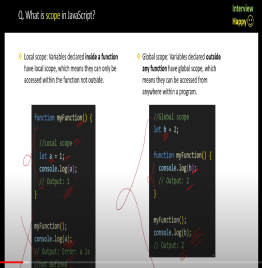 Q. What is scope in JavaScript?
Interview
Happy
Local scope: Variables declared inside a function
have local scope, which means they can only be
accessed within the function not outside.
function myFunction() {
//Local scope
let a = 1;
console.log(a);
// Output: 1
}
myFunction();
console.log(a);
// Output: Error: a is
//not defined
Global scope: Variables declared outside
any function have global scope, which
means they can be accessed from
anywhere within a program.
//Global scope
let b = 2;
function myFunction() {
console.log(b);
// Output: 2
}
myFunction();
console.log(b);
// Output: 2